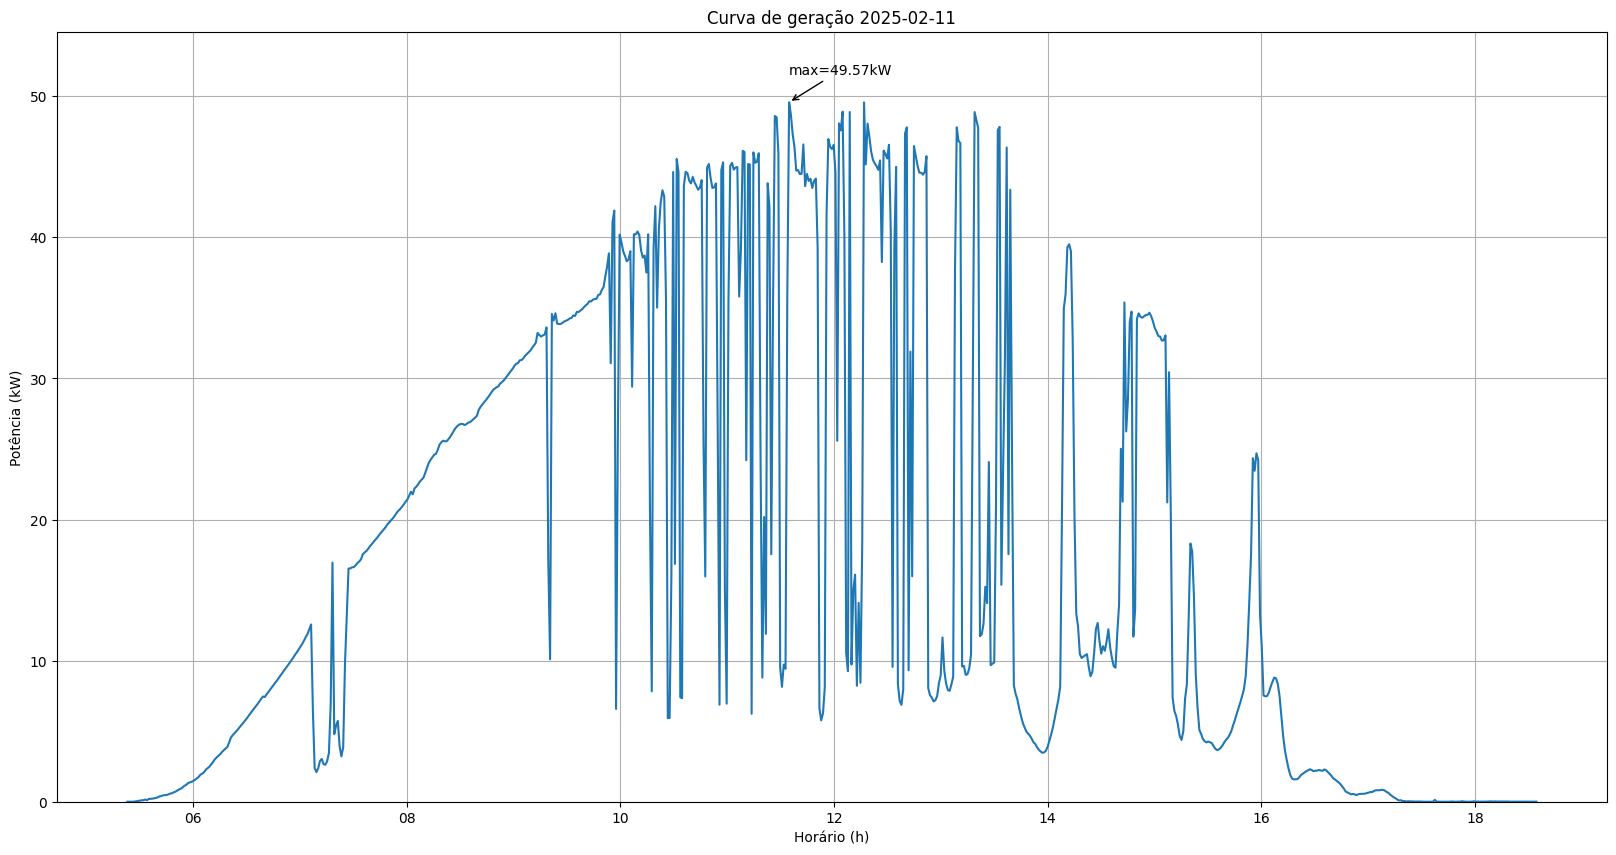 Curva de geração 2025-02-11
max=49.57kW
50
40
30
20
10
0
Potência (kW)
06 08 10 12 14 16 18
Horário (h)